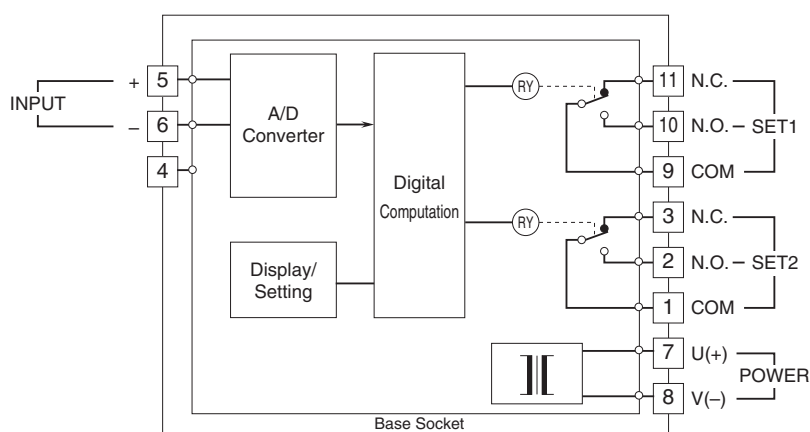 INPUT
+ 5
– 6
4
A/D
Converter
Digital
Computation
Display/
Setting
RY
RY
11 N.C.
10 N.O.
9 COM
SET1
3 N.C.
2 N.O.
1 COM
SET2
7 U(+)
8 V(–)
POWER
Base Socket